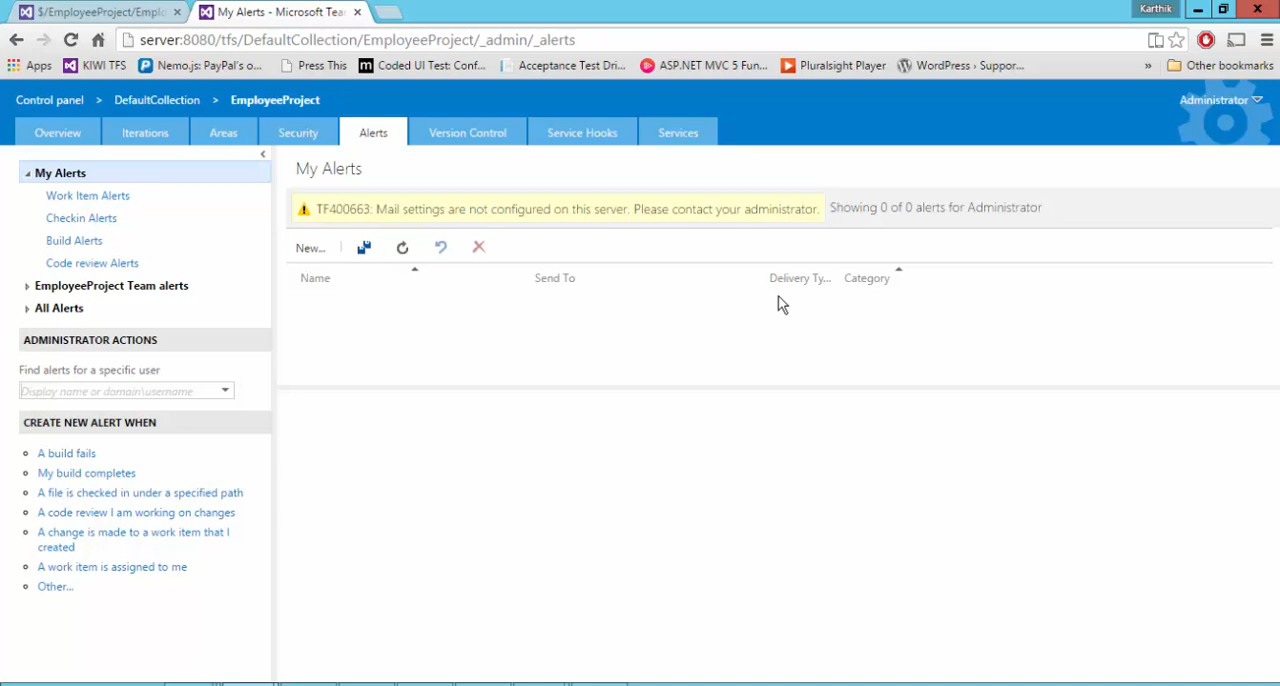 $/EmployeeProject/Emplo
My Alerts - Microsoft Tea
Karthik
server:8080/tfs/DefaultCollection/EmployeeProject/_admin/_alerts
Apps KIWI TFS Nemo.js: PayPal's o... Press This Coded UI Test: Conf... Acceptance Test Dri... ASP.NET MVC 5 Fun... Pluralsight Player WordPress › Suppor... » Other bookmarks
Control panel > DefaultCollection > EmployeeProject
Administrator
Overview Iterations Areas Security Alerts Version Control Service Hooks Services
My Alerts
Work Item Alerts
Checkin Alerts
Build Alerts
Code review Alerts
EmployeeProject Team alerts
All Alerts
ADMINISTRATOR ACTIONS
Find alerts for a specific user
Display name or domain\username
CREATE NEW ALERT WHEN
A build fails
My build completes
A file is checked in under a specified path
A code review I am working on changes
A change is made to a work item that I
created
A work item is assigned to me
Other...
My Alerts
TF400663: Mail settings are not configured on this server. Please contact your administrator.
Showing 0 of 0 alerts for Administrator
New...
Name Send To Delivery Ty... Category